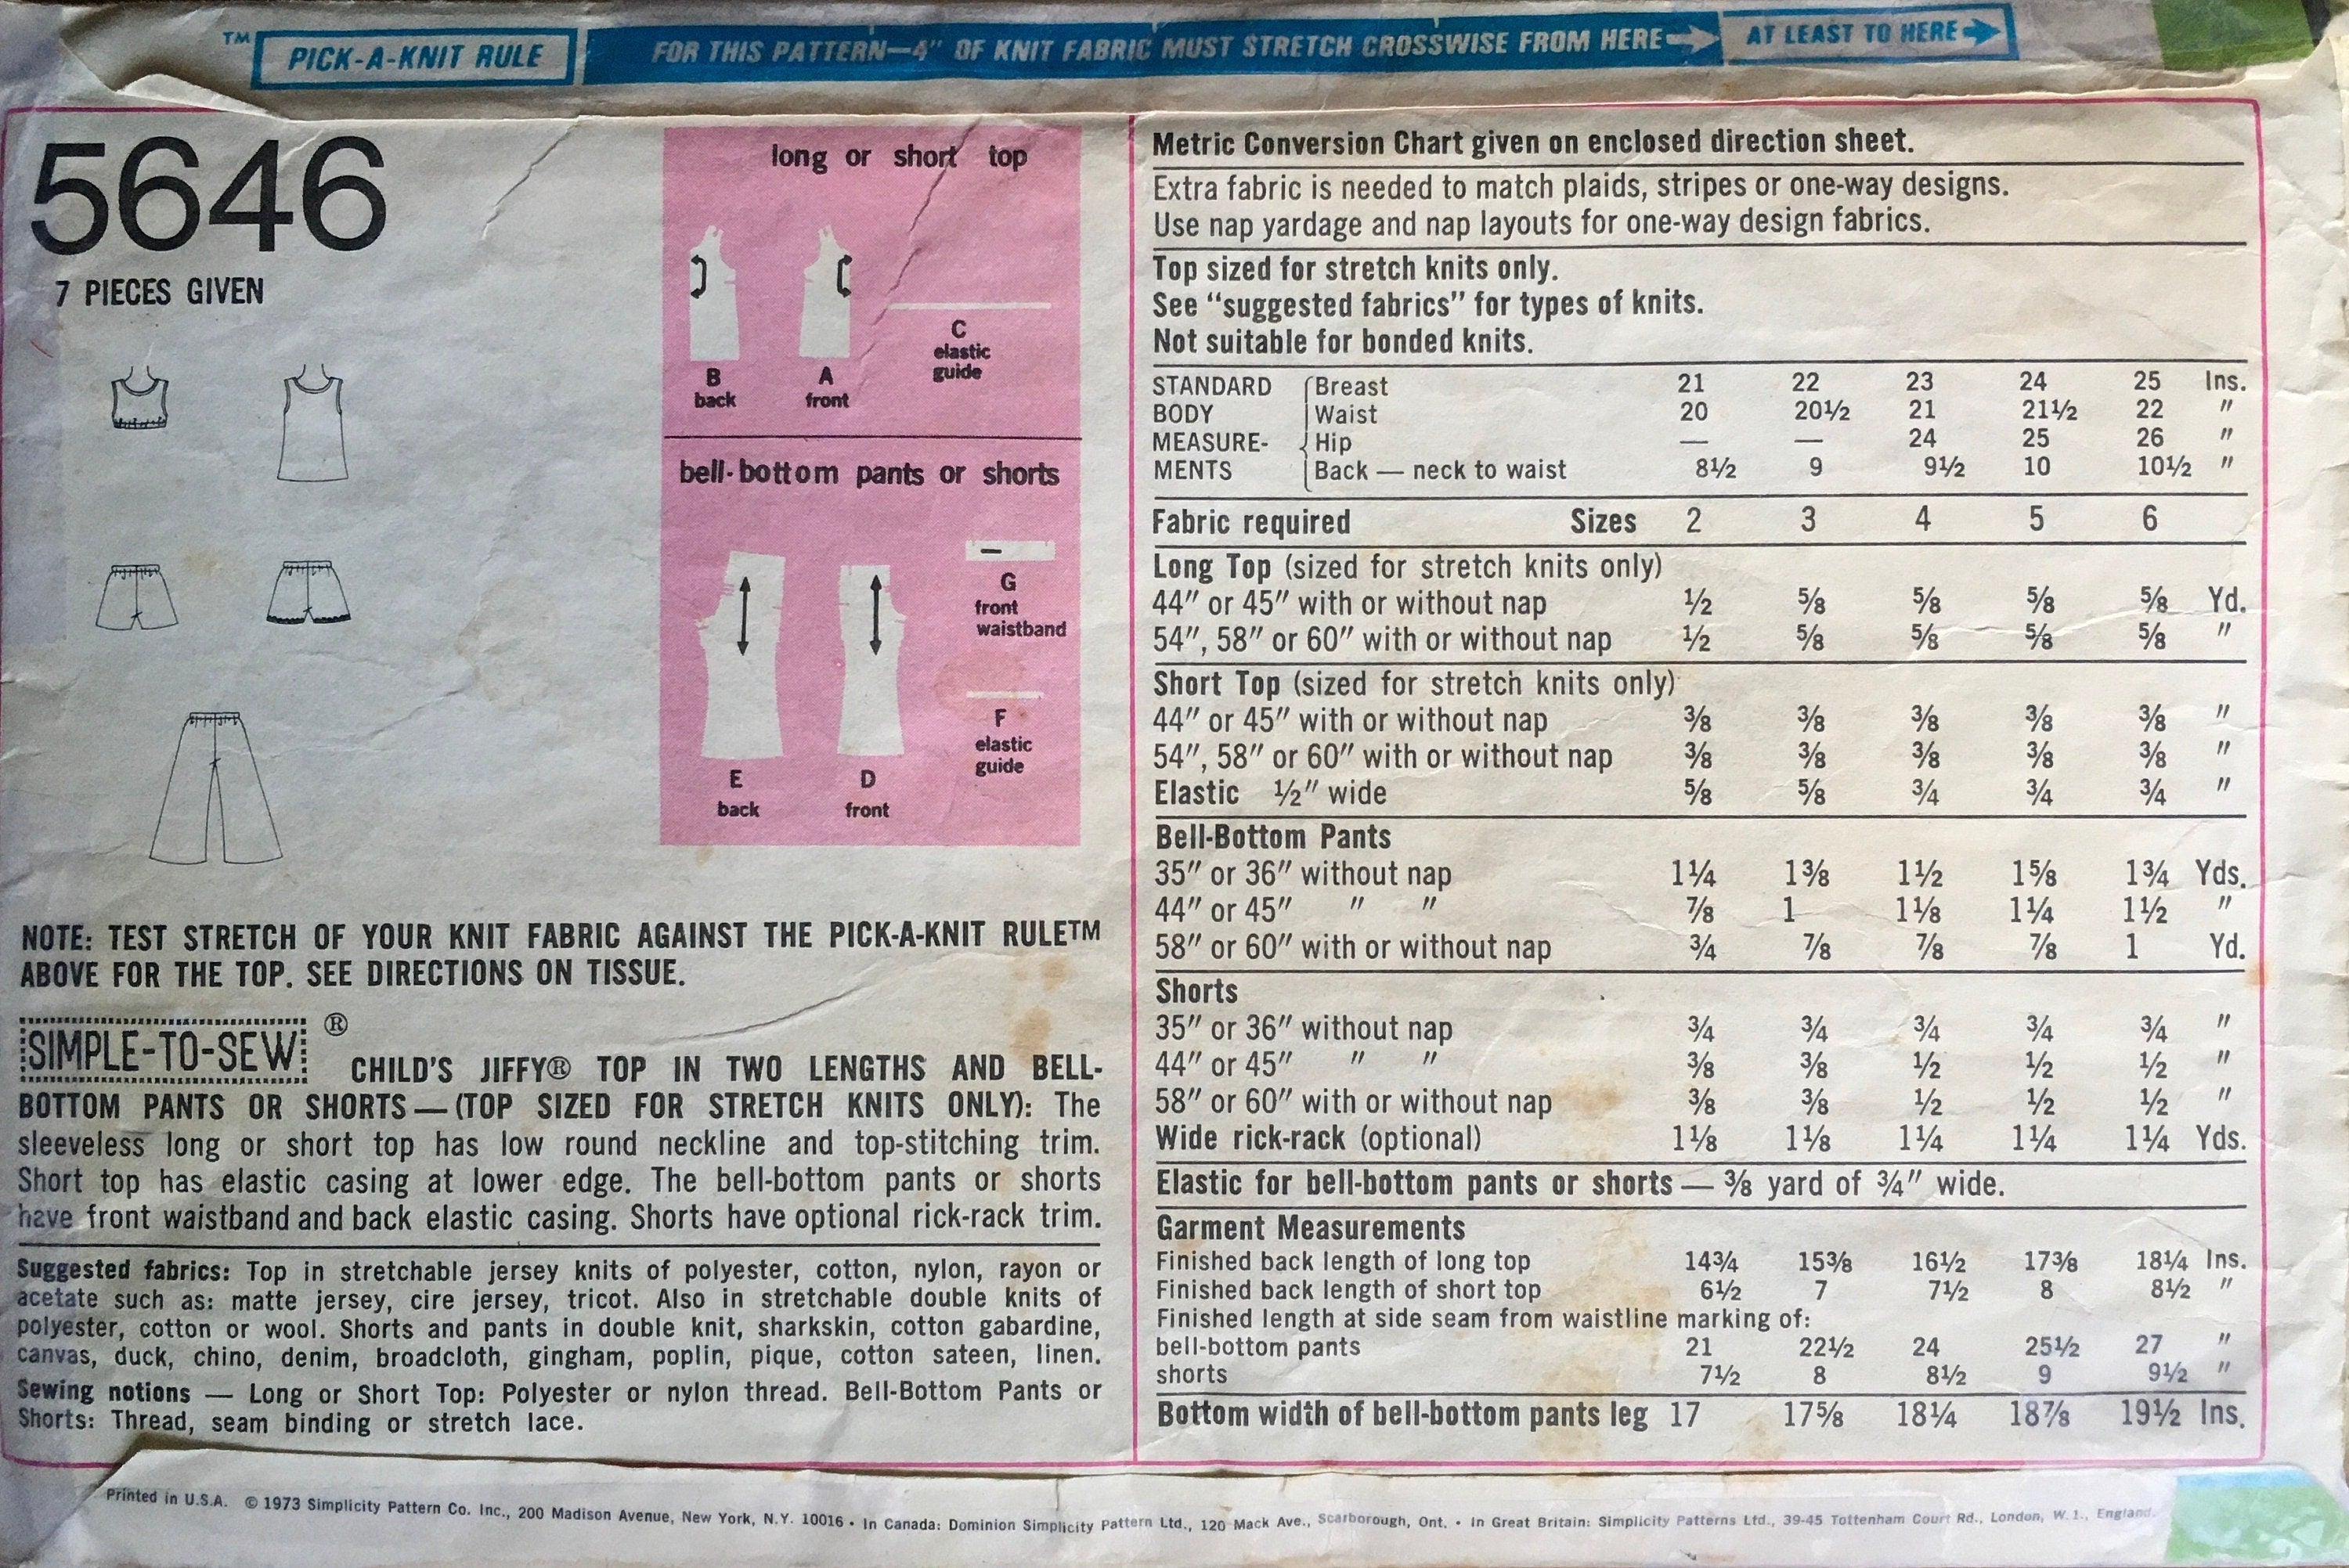 ™ PICK-A-KNIT RULE FOR THIS PATTERN—4" OF KNIT FABRIC MUST STRETCH CROSSWISE FROM HERE→ AT LEAST TO HERE→
5646
7 PIECES GIVEN
long or short top
B
back
A
front
C
elastic
guide
bell-bottom pants or shorts
G
front
waistband
F
elastic
guide
E
back
D
front
NOTE: TEST STRETCH OF YOUR KNIT FABRIC AGAINST THE PICK-A-KNIT RULE™
ABOVE FOR THE TOP. SEE DIRECTIONS ON TISSUE.
SIMPLE-TO-SEW ®
CHILD'S JIFFY® TOP IN TWO LENGTHS AND BELL-
BOTTOM PANTS OR SHORTS—(TOP SIZED FOR STRETCH KNITS ONLY): The
sleeveless long or short top has low round neckline and top-stitching trim.
Short top has elastic casing at lower edge. The bell-bottom pants or shorts
have front waistband and back elastic casing. Shorts have optional rick-rack trim.
Suggested fabrics: Top in stretchable jersey knits of polyester, cotton, nylon, rayon or
acetate such as: matte jersey, cire jersey, tricot. Also in stretchable double knits of
polyester, cotton or wool. Shorts and pants in double knit, sharkskin, cotton gabardine,
canvas, duck, chino, denim, broadcloth, gingham, poplin, pique, cotton sateen, linen.
Sewing notions — Long or Short Top: Polyester or nylon thread. Bell-Bottom Pants or
Shorts: Thread, seam binding or stretch lace.
Metric Conversion Chart given on enclosed direction sheet.
Extra fabric is needed to match plaids, stripes or one-way designs.
Use nap yardage and nap layouts for one-way design fabrics.
Top sized for stretch knits only.
See "suggested fabrics" for types of knits.
Not suitable for bonded knits.
STANDARD Breast 21 22 23 24 25 Ins.
BODY Waist 20 20½ 21 21½ 22 "
MEASURE- Hip — — 24 25 26 "
MENTS Back — neck to waist 8½ 9 9½ 10 10½ "
Fabric required Sizes 2 3 4 5 6
Long Top (sized for stretch knits only)
44" or 45" with or without nap ½ ⅝ ⅝ ⅝ ⅝ Yd.
54", 58" or 60" with or without nap ½ ⅝ ⅝ ⅝ ⅝ "
Short Top (sized for stretch knits only)
44" or 45" with or without nap ⅜ ⅜ ⅜ ⅜ ⅜ "
54", 58" or 60" with or without nap ⅜ ⅜ ⅜ ⅜ ⅜ "
Elastic ½" wide ⅝ ⅝ ¾ ¾ ¾ "
Bell-Bottom Pants
35" or 36" without nap 1¼ 1⅜ 1½ 1⅝ 1¾ Yds.
44" or 45" " " ⅞ 1 1⅛ 1¼ 1½ "
58" or 60" with or without nap ¾ ⅞ ⅞ ⅞ 1 Yd.
Shorts
35" or 36" without nap ¾ ¾ ¾ ¾ ¾ "
44" or 45" " " ⅜ ⅜ ½ ½ ½ "
58" or 60" with or without nap ⅜ ⅜ ½ ½ ½ "
Wide rick-rack (optional) 1⅛ 1⅛ 1¼ 1¼ 1¼ Yds.
Elastic for bell-bottom pants or shorts — ⅜ yard of ¾" wide.
Garment Measurements
Finished back length of long top 14¾ 15⅜ 16½ 17⅜ 18¼ Ins.
Finished back length of short top 6½ 7 7½ 8 8½ "
Finished length at side seam from waistline marking of:
bell-bottom pants 21 22½ 24 25½ 27 "
shorts 7½ 8 8½ 9 9½ "
Bottom width of bell-bottom pants leg 17 17⅝ 18¼ 18⅞ 19½ Ins.
Printed in U.S.A. © 1973 Simplicity Pattern Co. Inc., 200 Madison Avenue, New York, N.Y. 10016 • In Canada: Dominion Simplicity Pattern Ltd., 120 Mack Ave., Scarborough, Ont. • In Great Britain: Simplicity Patterns Ltd., 39-45 Tottenham Court Rd., London, W.1., England.